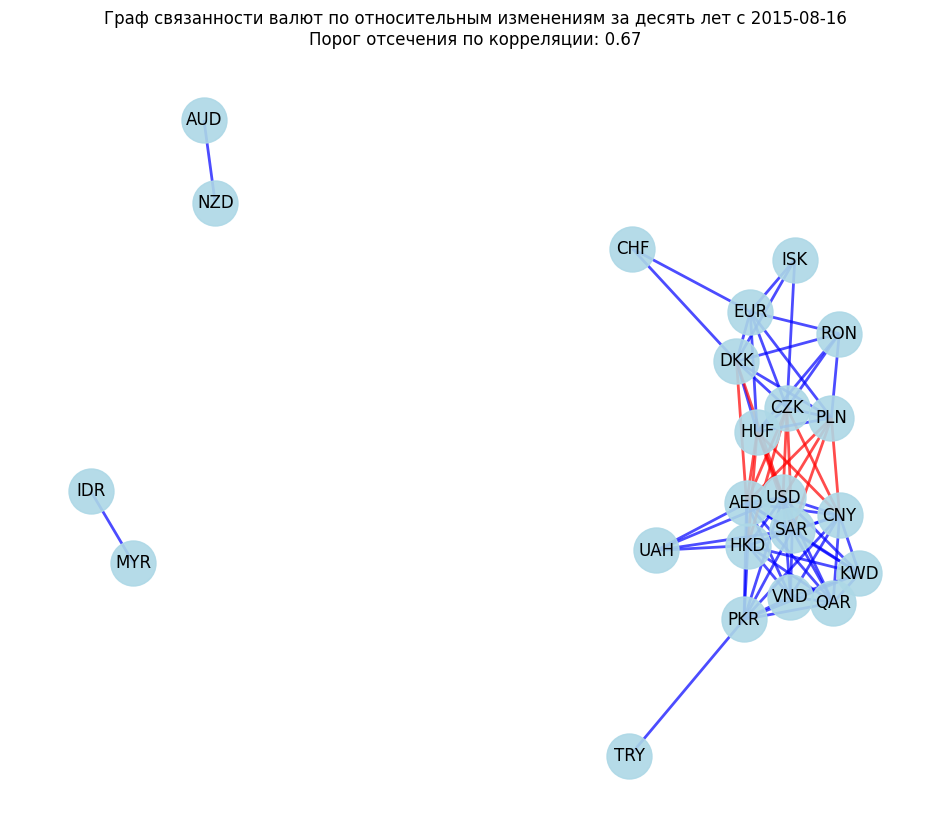 Граф связанности валют по относительным изменениям за десять лет с 2015-08-16
Порог отсечения по корреляции: 0.67
AUD
NZD
CHF
ISK
EUR
RON
DKK
CZK
PLN
HUF
IDR
USD
AED
CNY
SAR
HKD
UAH
MYR
KWD
VND
QAR
PKR
TRY